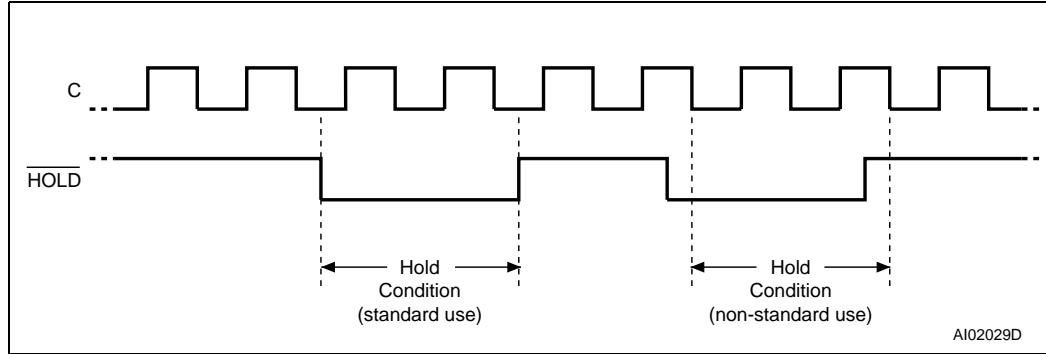 C
HOLD
Hold
Condition
(standard use)
Hold
Condition
(non-standard use)
AI02029D